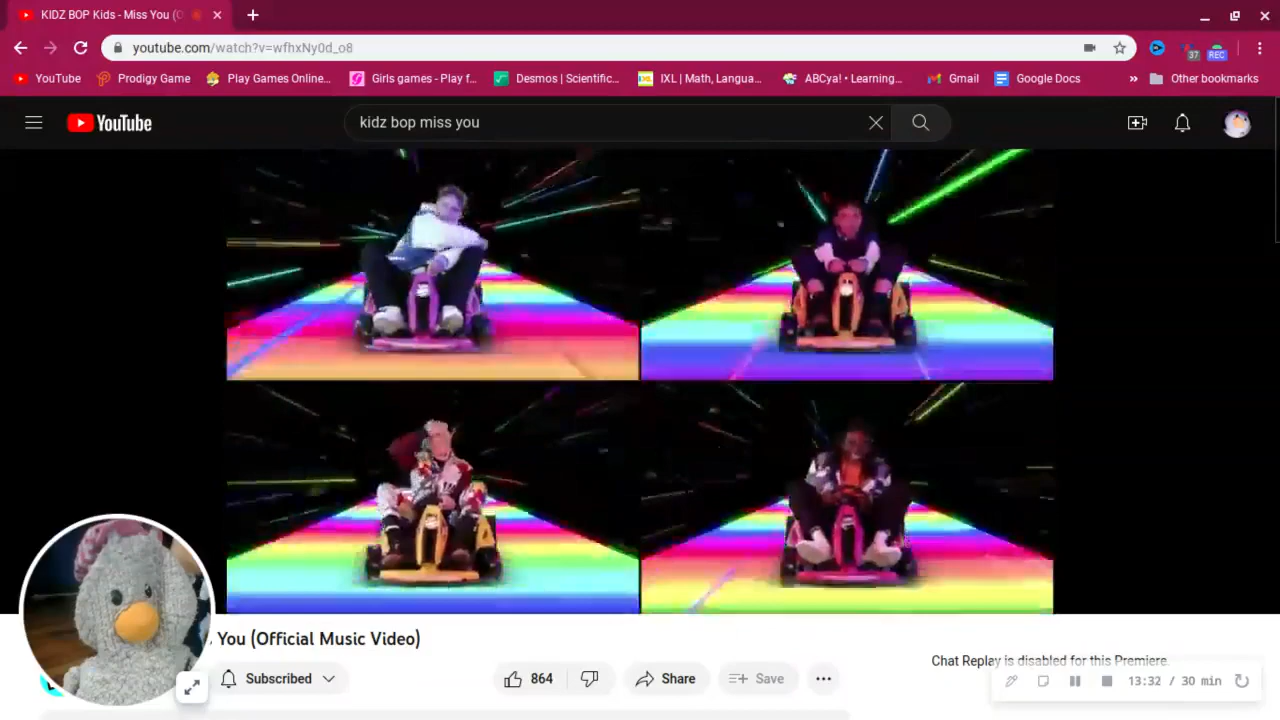 KIDZ BOP Kids - Miss You (O
youtube.com/watch?v=wfhxNy0d_o8
37
REC
YouTube
Prodigy Game
Play Games Online...
Girls games - Play f...
Desmos | Scientific...
IXL | Math, Langua...
ABCya! • Learning...
Gmail
Google Docs
»
Other bookmarks
YouTube
kidz bop miss you
You (Official Music Video)
Subscribed
864
Share
Save
Chat Replay is disabled for this Premiere.
13:32 / 30 min